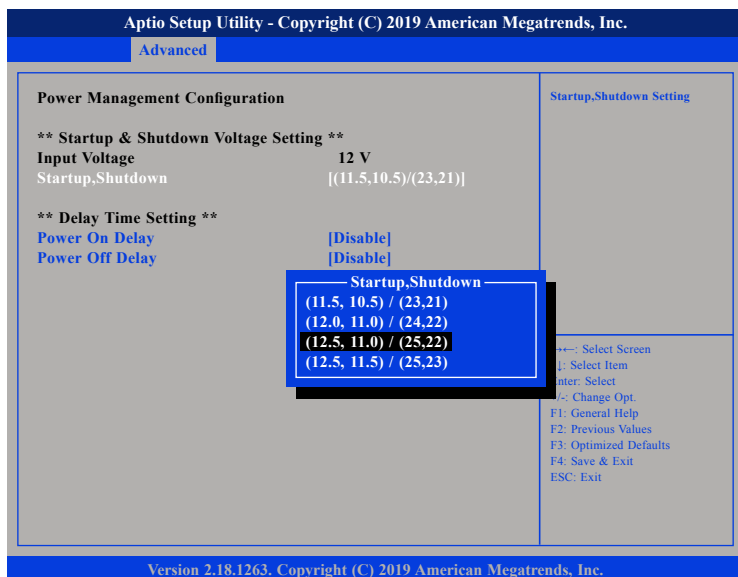 Aptio Setup Utility - Copyright (C) 2019 American Megatrends, Inc.
Advanced
Power Management Configuration
** Startup & Shutdown Voltage Setting **
Input Voltage 12 V
Startup,Shutdown [(11.5,10.5)/(23,21)]
** Delay Time Setting **
Power On Delay [Disable]
Power Off Delay [Disable]
Startup,Shutdown
(11.5, 10.5) / (23,21)
(12.0, 11.0) / (24,22)
(12.5, 11.0) / (25,22)
(12.5, 11.5) / (25,23)
Startup,Shutdown Setting
→←: Select Screen
↓: Select Item
nter: Select
/-: Change Opt.
F1: General Help
F2: Previous Values
F3: Optimized Defaults
F4: Save & Exit
ESC: Exit
Version 2.18.1263. Copyright (C) 2019 American Megatrends, Inc.